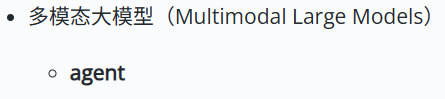 多模态大模型（Multimodal Large Models）
agent